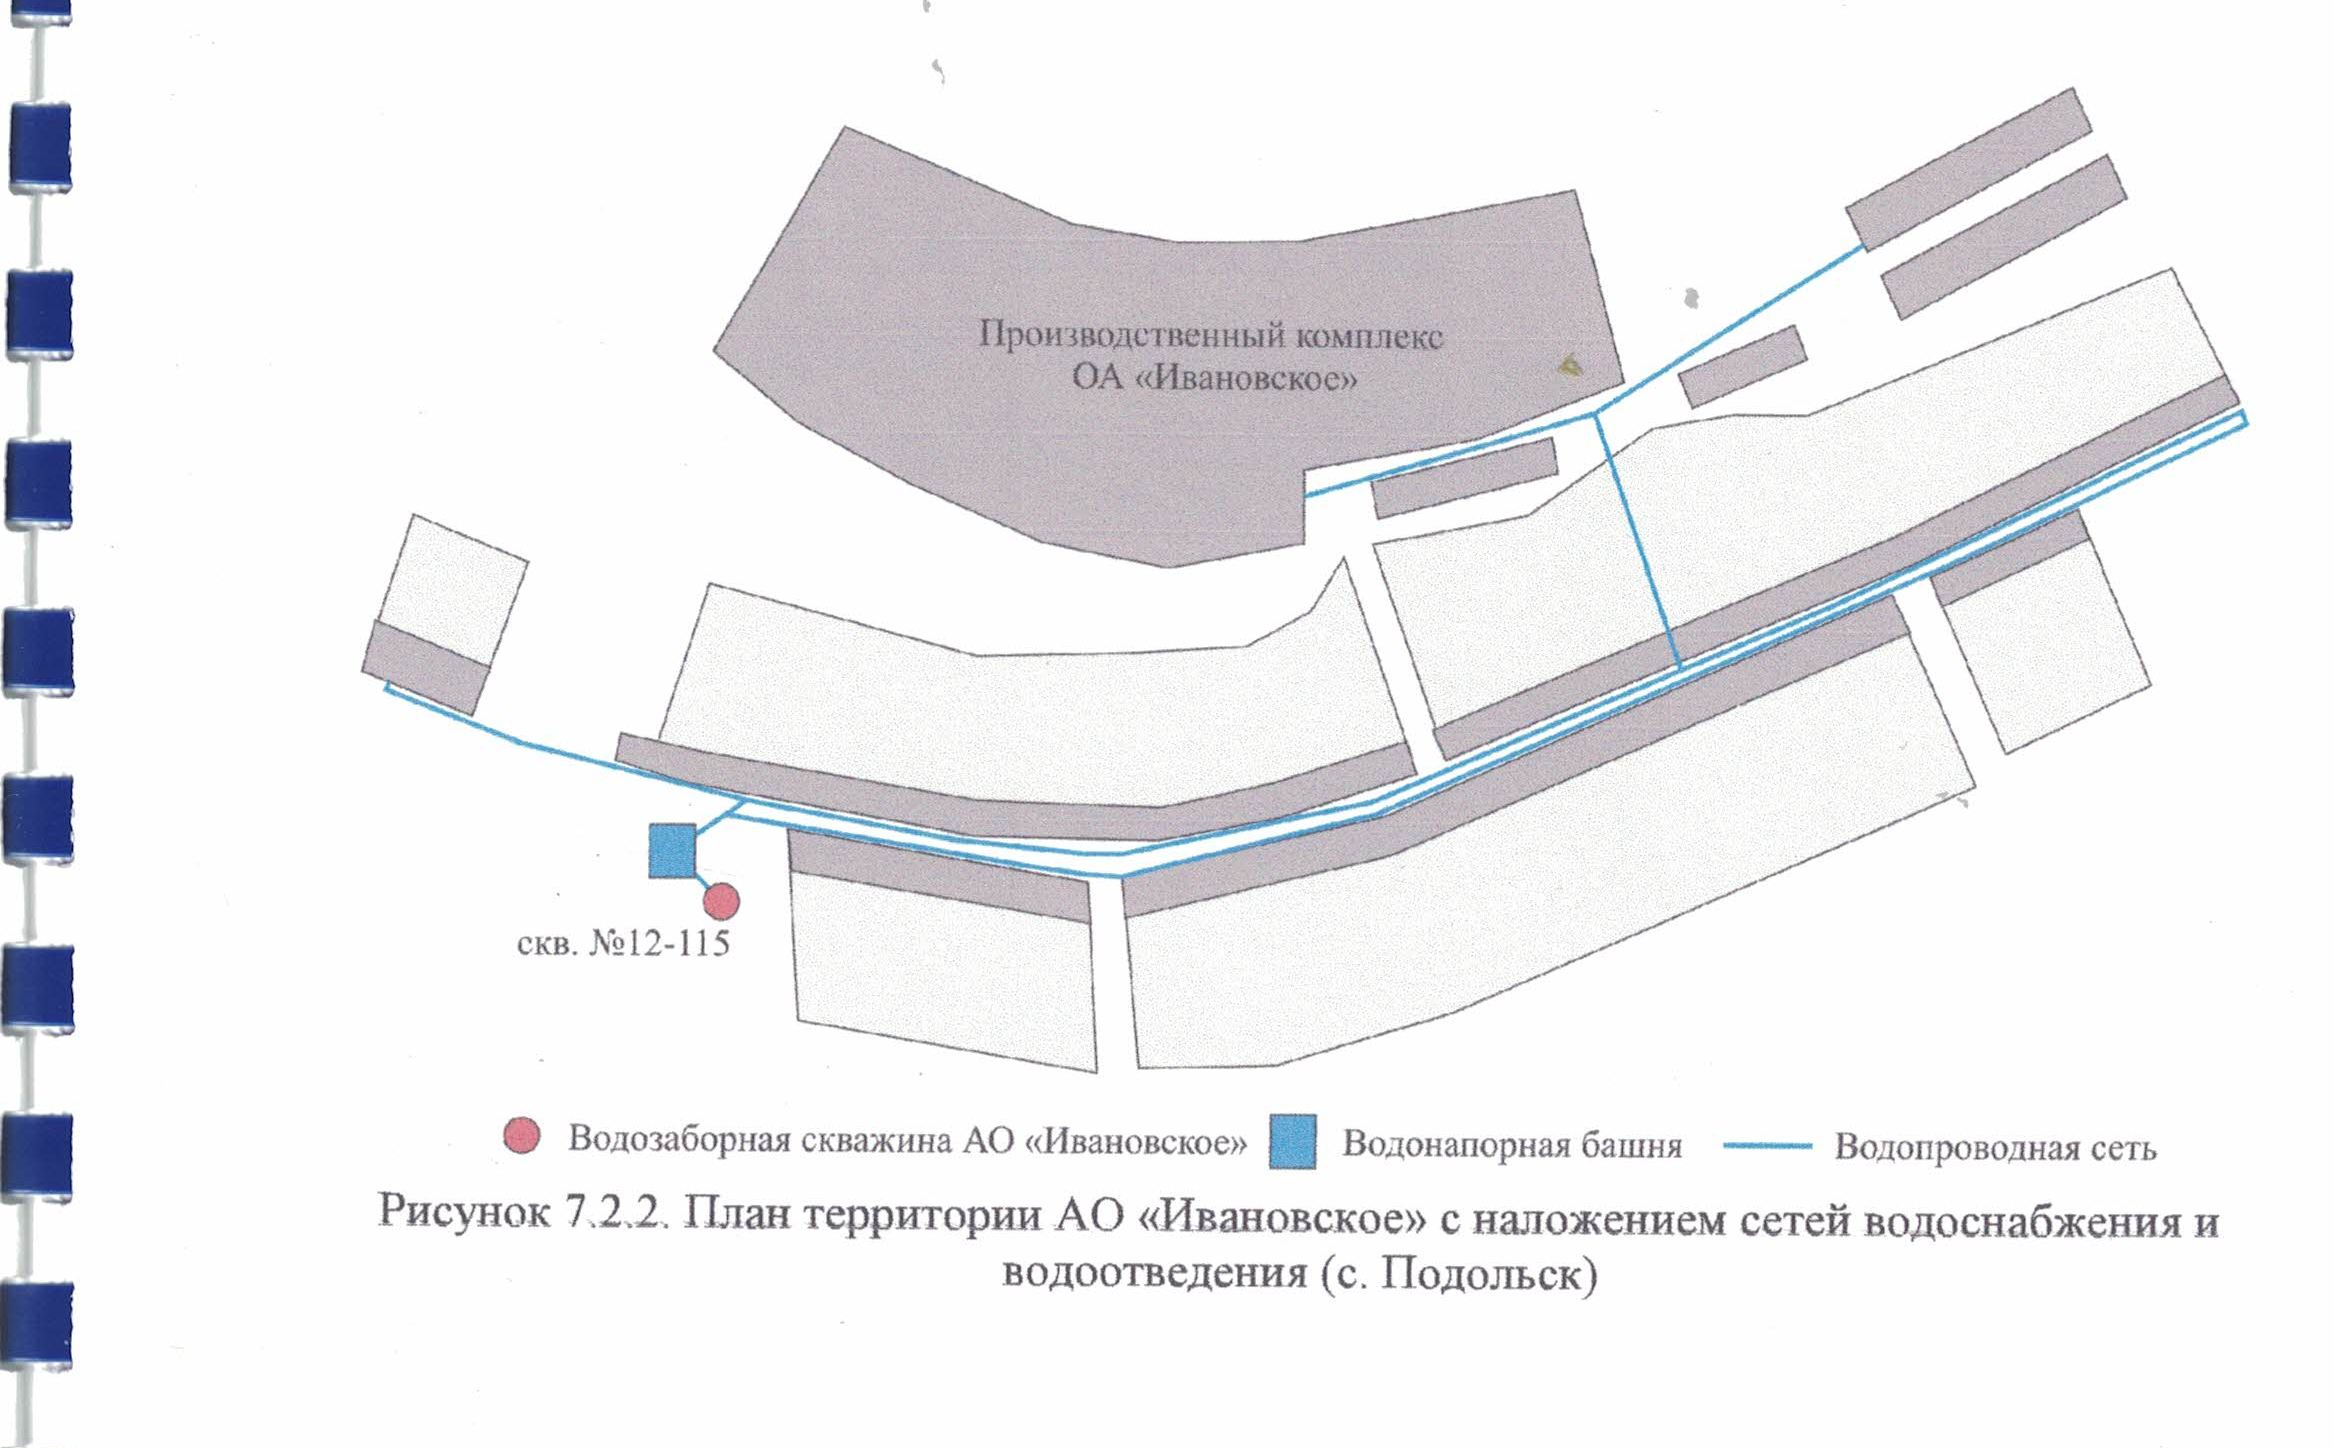 Производственный комплекс
ОА «Ивановское»
скв. №12-115
Водозаборная скважина АО «Ивановское» Водонапорная башня Водопроводная сеть
Рисунок 7.2.2. План территории АО «Ивановское» с наложением сетей водоснабжения и
водоотведения (с. Подольск)